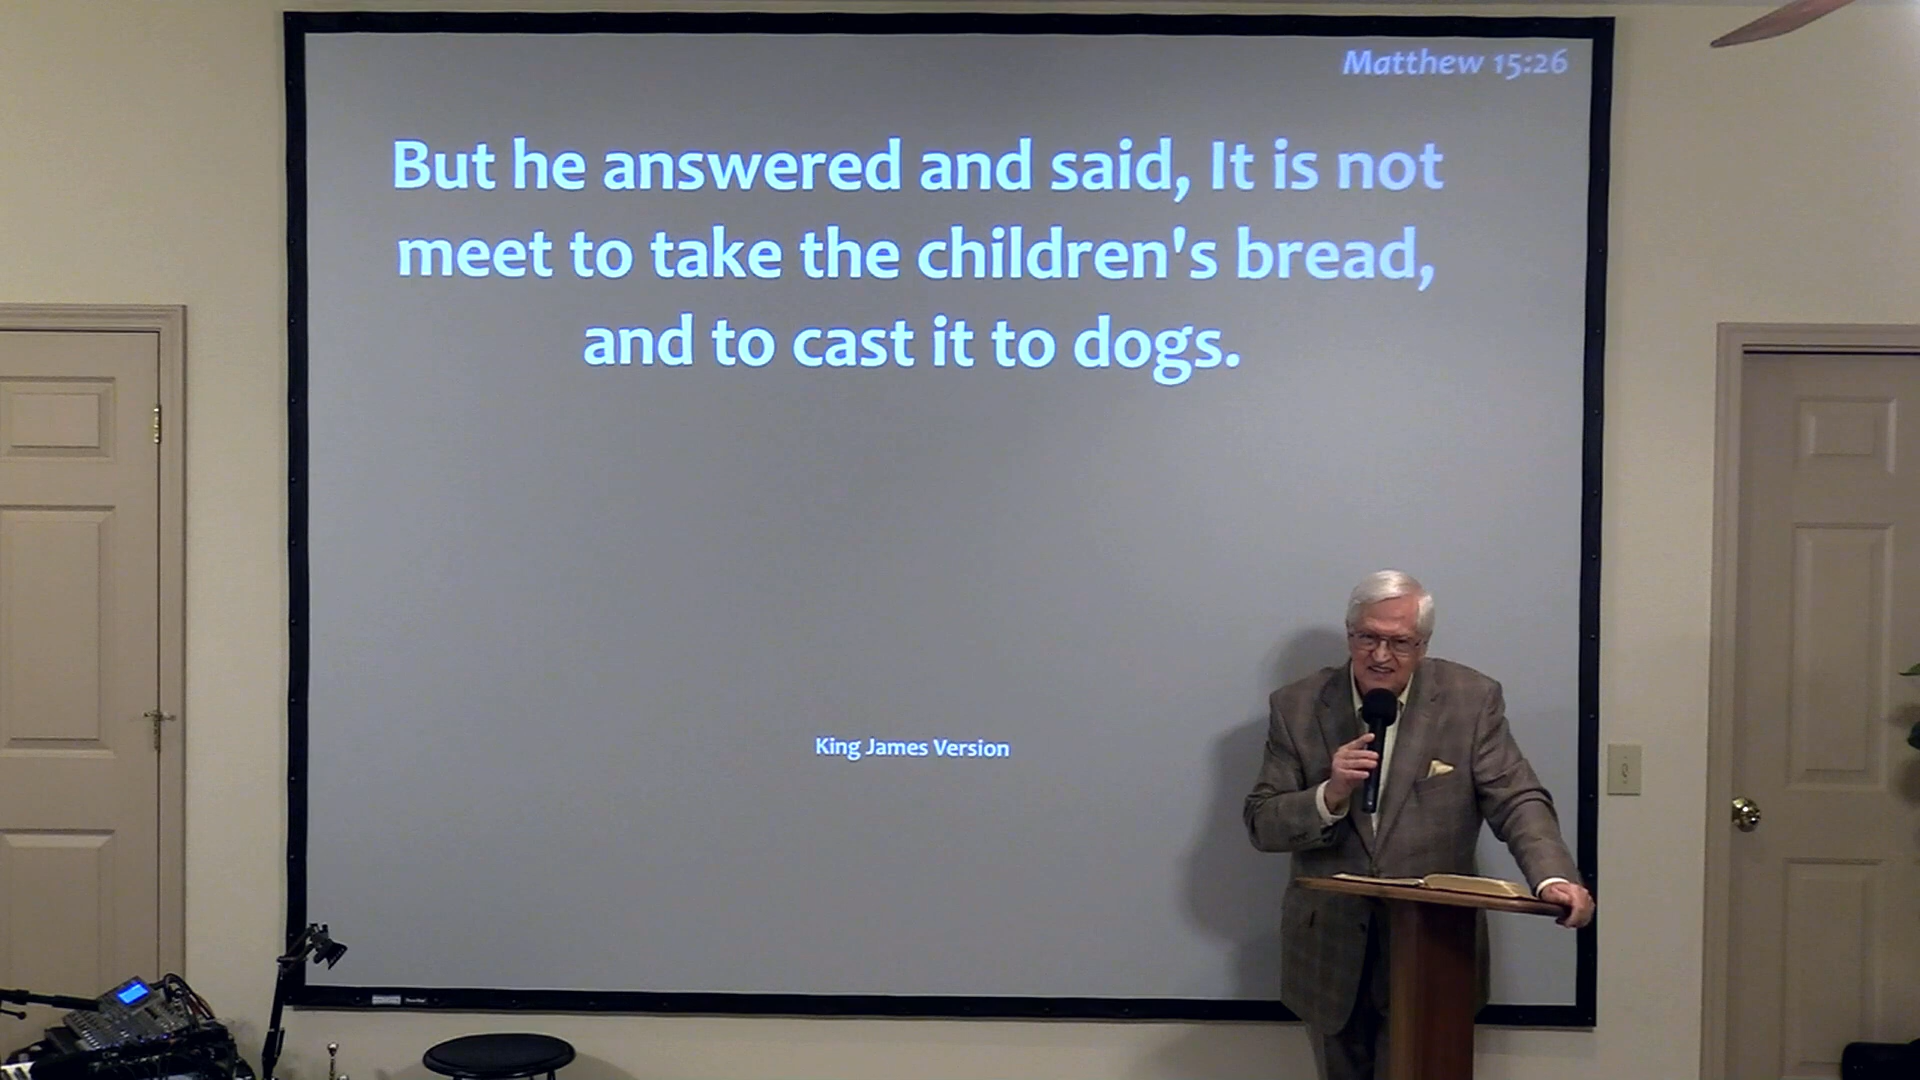 Matthew 15:26
But he answered and said, It is not
meet to take the children's bread,
and to cast it to dogs.
King James Version